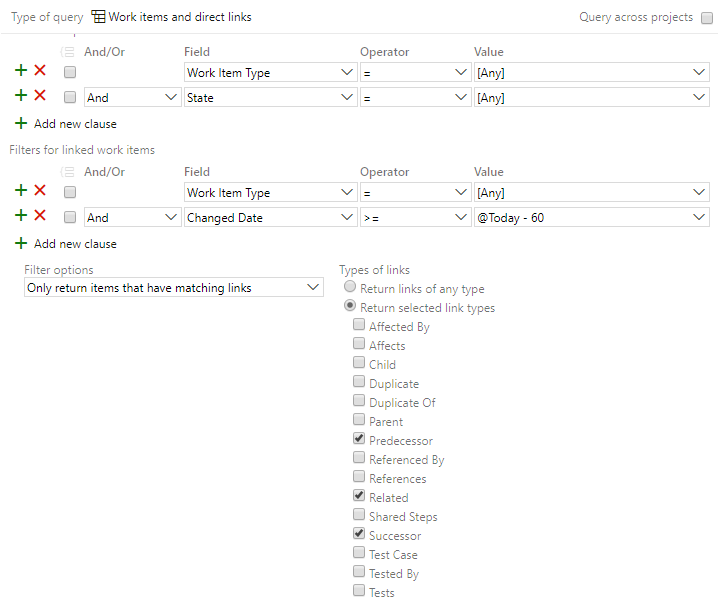 Type of query Work items and direct links Query across projects
And/Or Field Operator Value
Work Item Type = [Any]
And State = [Any]
Add new clause
Filters for linked work items
And/Or Field Operator Value
Work Item Type = [Any]
And Changed Date >= @Today - 60
Add new clause
Filter options
Only return items that have matching links
Types of links
Return links of any type
Return selected link types
Affected By
Affects
Child
Duplicate
Duplicate Of
Parent
Predecessor
Referenced By
References
Related
Shared Steps
Successor
Test Case
Tested By
Tests